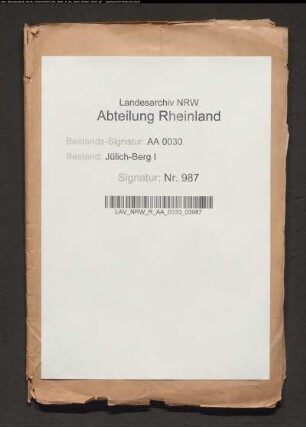 Landesarchiv NRW
Abteilung Rheinland
Bestands-Signatur: AA 0030
Bestand: Jülich-Berg I
Signatur: Nr. 987
LAV_NRW_R_AA_0030_00987